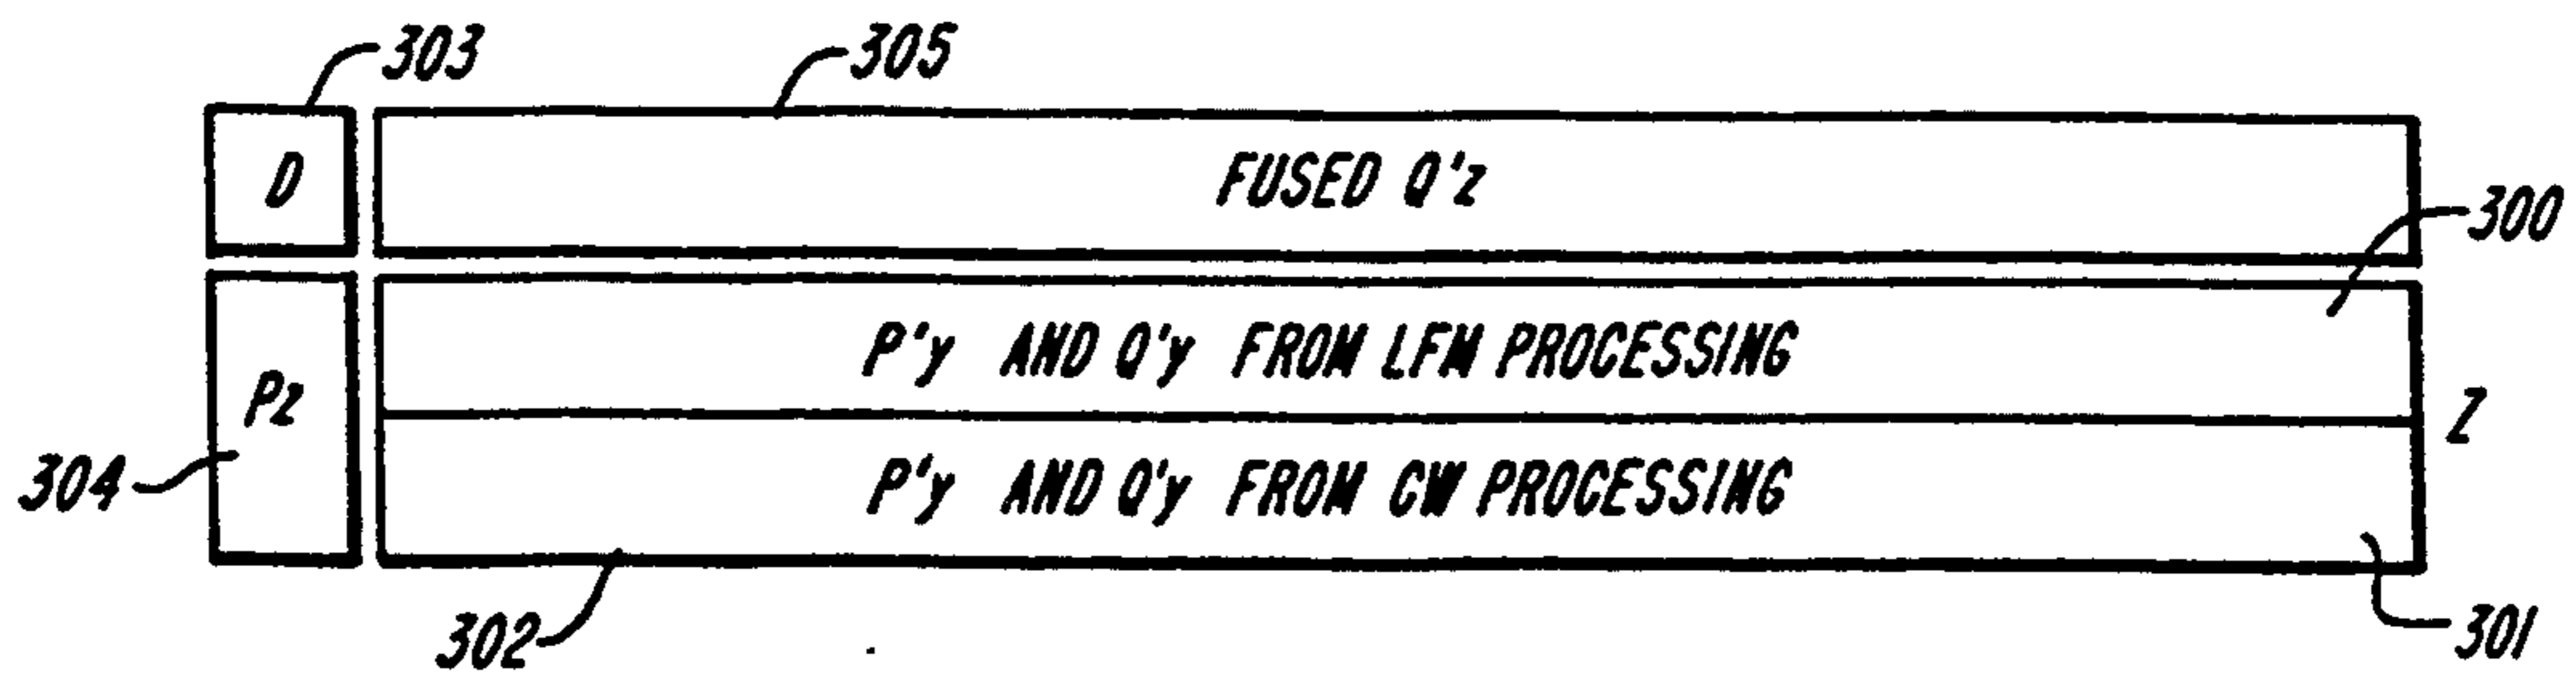 303
305
D
FUSED Q'z
300
P'y AND Q'y FROM LFM PROCESSING
Pz
Z
P'y AND Q'y FROM CW PROCESSING
304
302
301